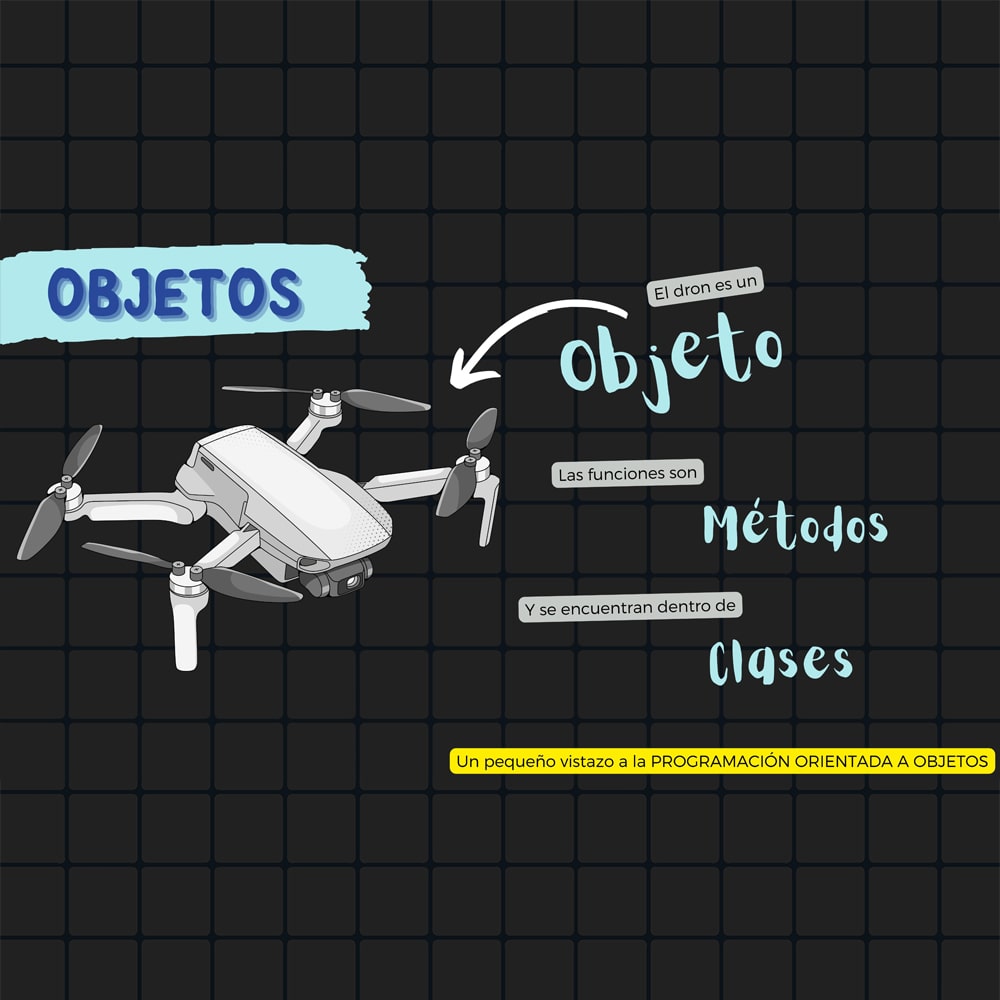 OBJETOS
El dron es un
Objeto
Las funciones son
Métodos
Y se encuentran dentro de
Clases
Un pequeño vistazo a la PROGRAMACIÓN ORIENTADA A OBJETOS